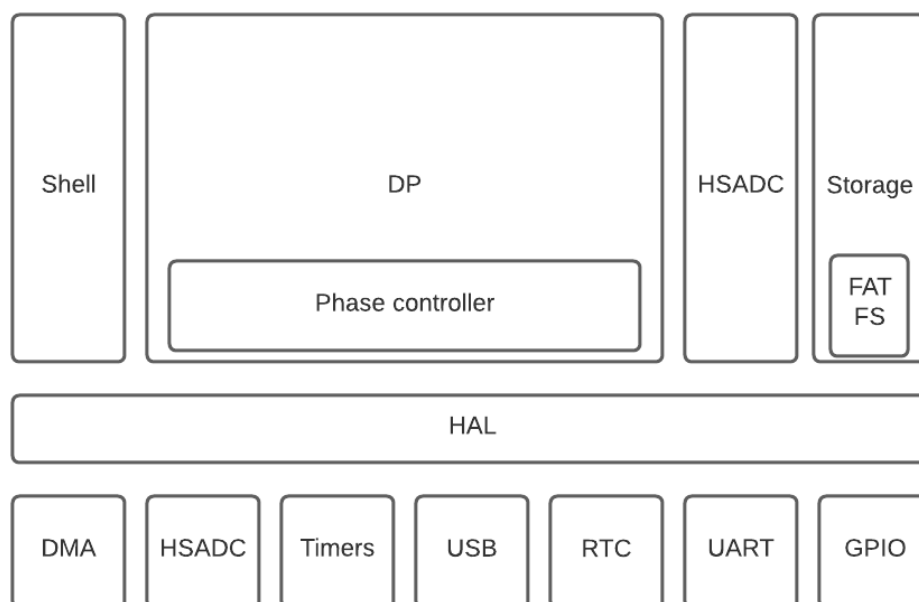 Shell
DP
HSADC
Storage
Phase controller
FAT
FS
HAL
DMA
HSADC
Timers
USB
RTC
UART
GPIO